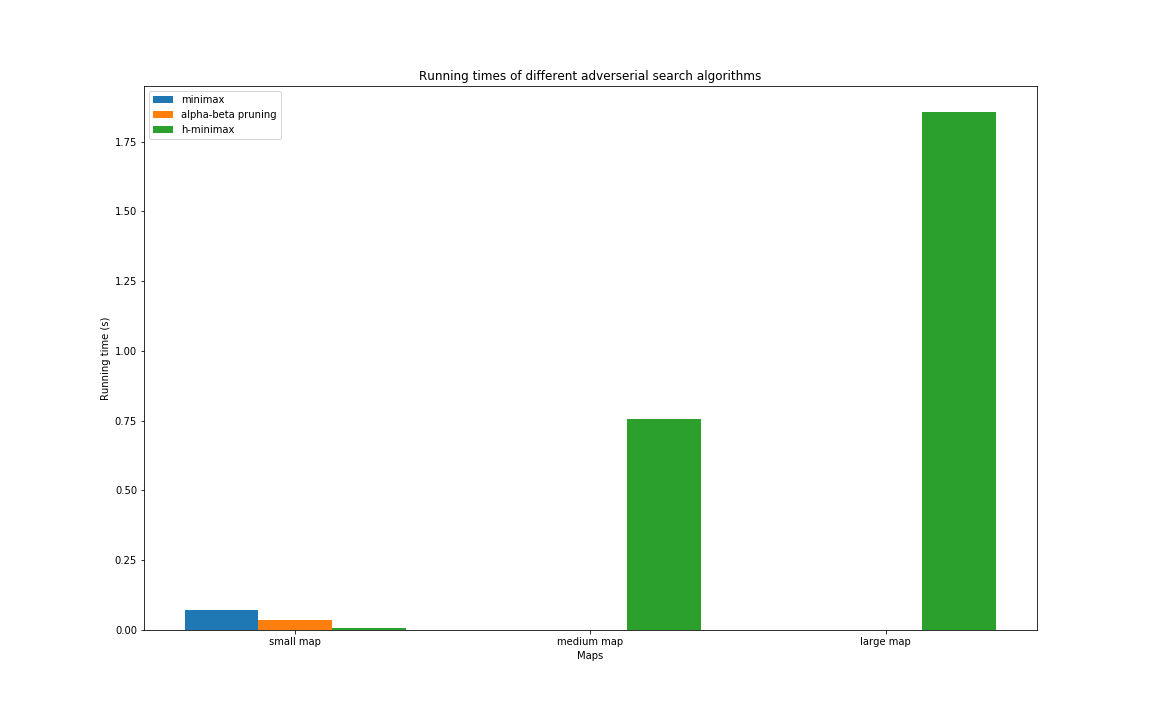 Running times of different adverserial search algorithms
minimax
alpha-beta pruning
h-minimax
1.75
1.50
1.25
1.00
0.75
0.50
0.25
0.00
Running time (s)
small map
medium map
large map
Maps